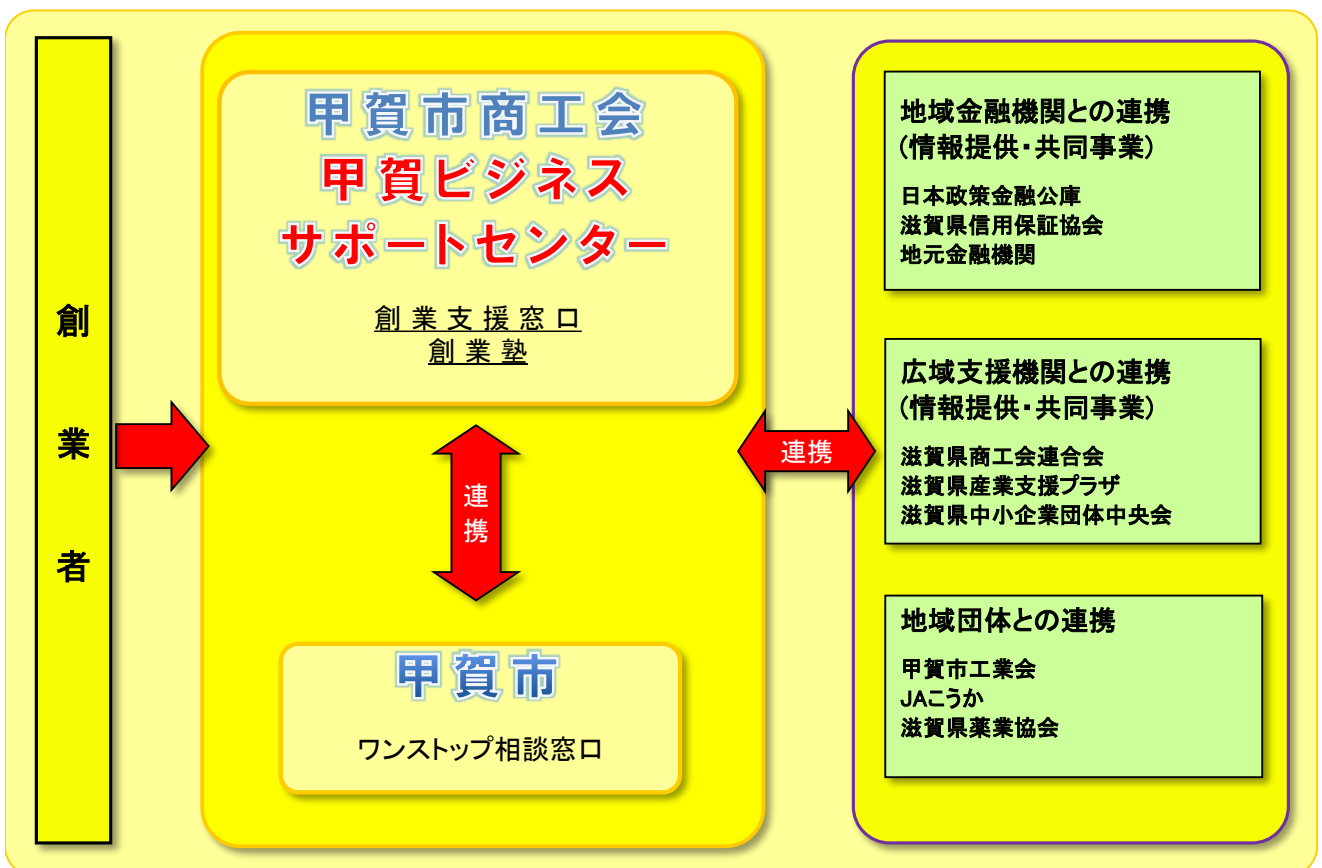 創業者
甲賀市商工会
甲賀ビジネス
サポートセンター
創業支援窓口
創業塾
連携
甲賀市
ワンストップ相談窓口
連携
地域金融機関との連携
(情報提供・共同事業)
日本政策金融公庫
滋賀県信用保証協会
地元金融機関
広域支援機関との連携
(情報提供・共同事業)
滋賀県商工会連合会
滋賀県産業支援プラザ
滋賀県中小企業団体中央会
地域団体との連携
甲賀市工業会
JAこうか
滋賀県薬業協会